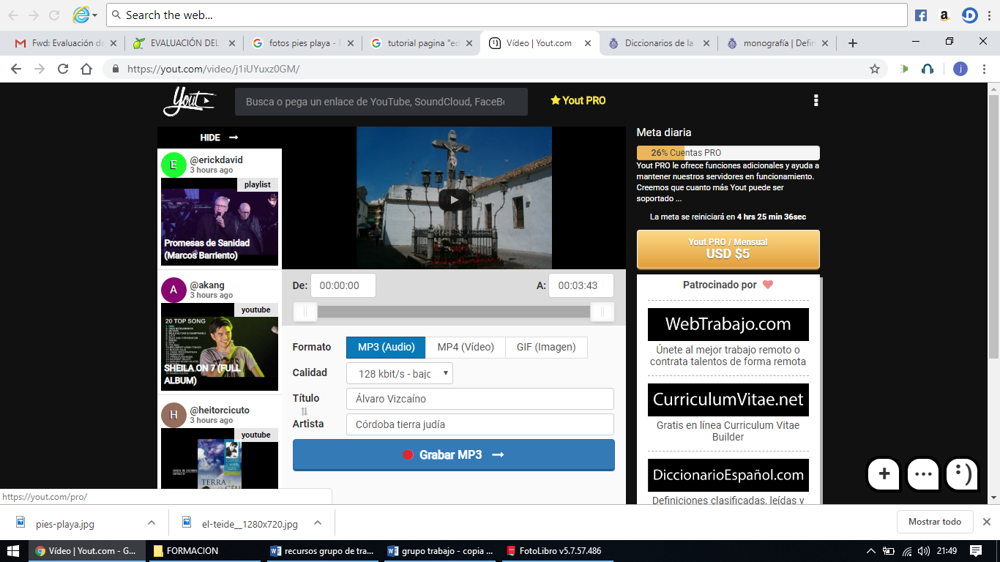 Search the web...
Fwd: Evaluación de
EVALUACIÓN DEL
fotos pies playa - 
tutorial pagina "ed
Vídeo | Yout.com
Diccionarios de la
monografía | Defin
https://yout.com/video/j1iUYuxz0GM/
j
Yout
Busca o pega un enlace de YouTube, SoundCloud, FaceBo
Yout PRO
HIDE
E
@erickdavid
3 hours ago
playlist
Promesas de Sanidad
(Marcos Barriento)
A
@akang
3 hours ago
youtube
20 TOP SONG
SHEILA ON 7 (FULL
ALBUM)
H
@heitorcicuto
3 hours ago
youtube
TERRA
De:
00:00:00
A:
00:03:43
Formato
MP3 (Audio)
MP4 (Vídeo)
GIF (Imagen)
Calidad
128 kbit/s - bajo
Título
Álvaro Vizcaíno
Artista
Córdoba tierra judía
Grabar MP3
Meta diaria
26% Cuentas PRO
Yout PRO le ofrece funciones adicionales y ayuda a
mantener nuestros servidores en funcionamiento.
Creemos que cuanto más Yout puede ser
soportado ...
La meta se reiniciará en 4 hrs 25 min 36sec
Yout PRO / Mensual
USD $5
Patrocinado por
WebTrabajo.com
Únete al mejor trabajo remoto o
contrata talentos de forma remota
CurriculumVitae.net
Gratis en línea Curriculum Vitae
Builder
DiccionarioEspañol.com
Definiciones clasificadas, leídas y
+
...
:)
https://yout.com/pro/
pies-playa.jpg
el-teide__1280x720.jpg
Mostrar todo
Vídeo | Yout.com - G...
FORMACION
recursos grupo de tra...
grupo trabajo - copia ...
FotoLibro v5.7.57.486
21:49